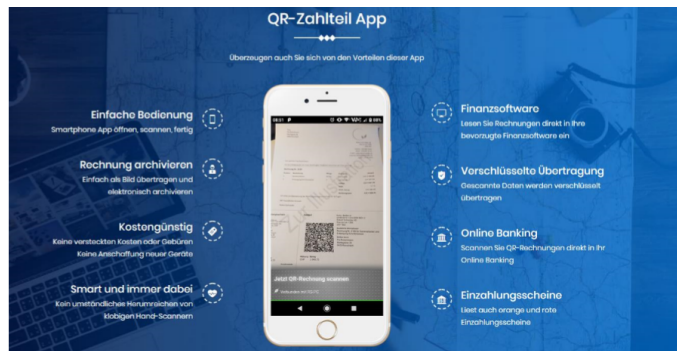 QR-Zahlteil App
Überzeugen auch Sie sich von den Vorteilen dieser App
Einfache Bedienung
Smartphone App öffnen, scannen, fertig
Rechnung archivieren
Einfach als Bild übertragen und
elektronisch archivieren
Kostengünstig
Keine versteckten Kosten oder Gebüren
Keine Anschaffung neuer Geräte
Smart und immer dabei
Kein umständliches Herumreichen von
klobigen Hand-Scannern
08:51
89%
Jetzt QR-Rechnung scannen
Finanzsoftware
Lesen Sie Rechnungen direkt in Ihre
bevorzugte Finanzsoftware ein
Verschlüsselte Übertragung
Gescannte Daten werden verschlüsselt
übertragen
Online Banking
Scannen Sie QR-Rechnungen direkt in Ihr
Online Banking
Einzahlungsscheine
Liest auch orange und rote
Einzahlungsscheine